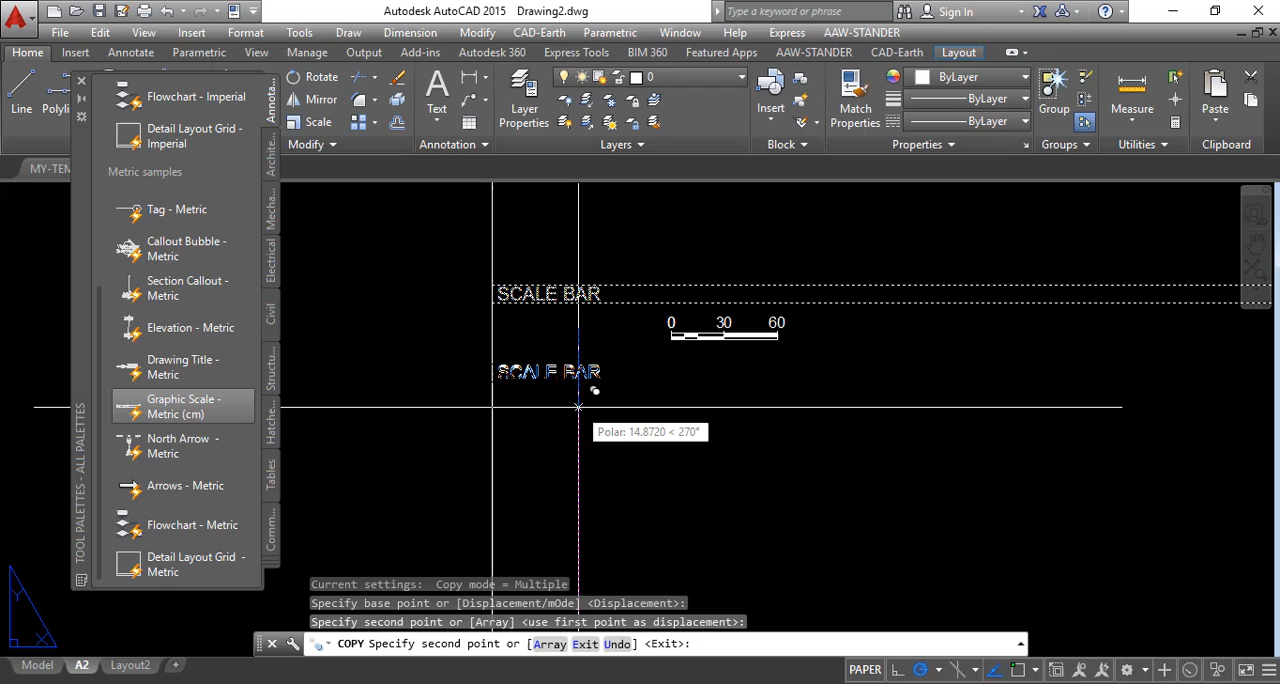 Autodesk AutoCAD 2015 Drawing2.dwg
Type a keyword or phrase
Sign In
File Edit View Insert Format Tools Draw Dimension Modify CAD-Earth Parametric Window Help Express AAW-STANDER
Home Insert Annotate Parametric View Manage Output Add-ins Autodesk 360 Express Tools BIM 360 Featured Apps AAW-STANDER CAD-Earth Layout
Line
Rotate
Mirror
Scale
Text
Layer
Properties
0
Insert
Match
Properties
ByLayer
ByLayer
ByLayer
Group
Measure
Paste
Modify
Annotation
Layers
Block
Properties
Groups
Utilities
Clipboard
Flowchart - Imperial
Detail Layout Grid -
Imperial
Metric samples
Tag - Metric
Callout Bubble -
Metric
Section Callout -
Metric
Elevation - Metric
Drawing Title -
Metric
Graphic Scale -
Metric (cm)
North Arrow -
Metric
Arrows - Metric
Flowchart - Metric
Detail Layout Grid -
Metric
Annota...
Archite...
Mecha...
Electrical
Civil
Structu...
Hatche...
Tables
Comm...
TOOL PALETTES - ALL PALETTES
SCALE BAR
0 30 60
SCALE BAR
Polar: 14.8720 < 270°
Y
X
Current settings: Copy mode = Multiple
Specify base point or [Displacement/mOde] <Displacement>:
Specify second point or [Array] <use first point as displacement>:
COPY Specify second point or [Array Exit Undo] <Exit>:
Model A2 Layout2 +
PAPER